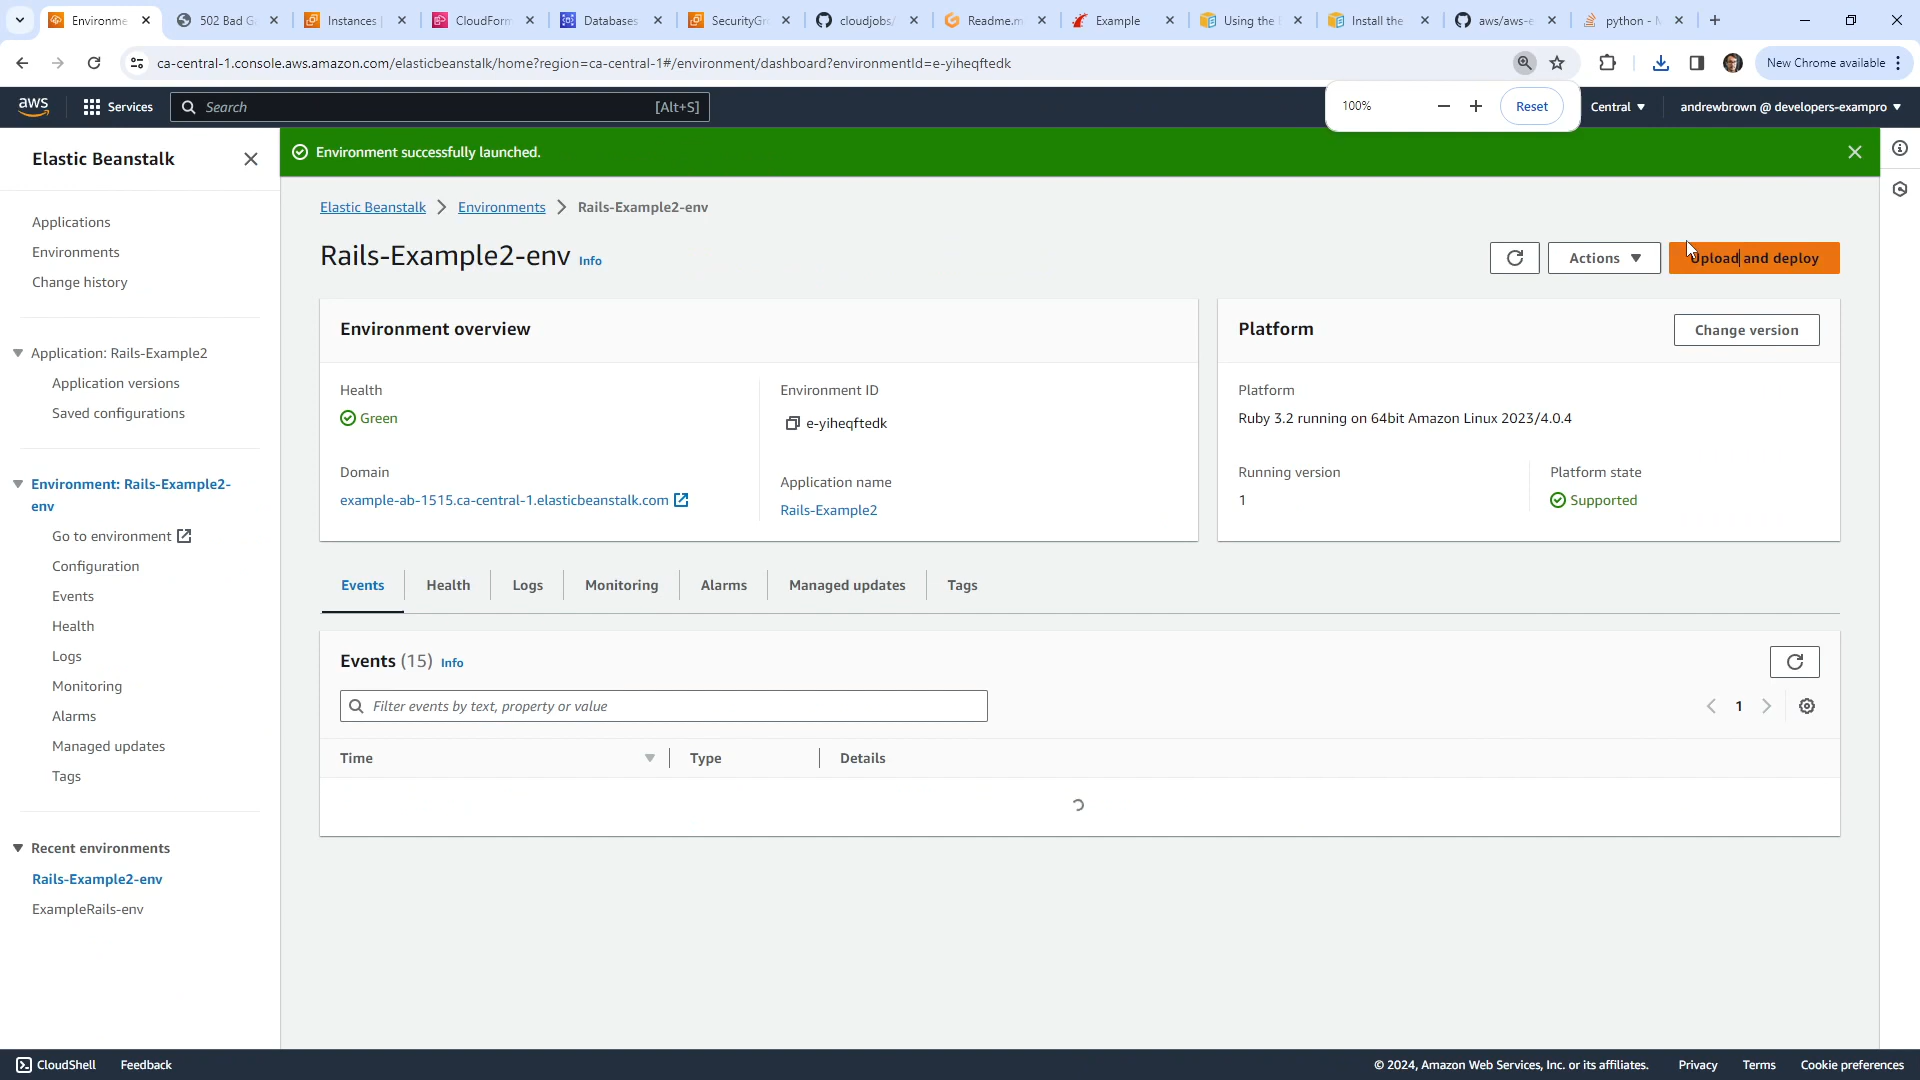 Environme
502 Bad G
Instances
CloudForm
Databases
SecurityGr
cloudjobs/
Readme.m
Example
Using the
Install the
aws/aws-e
python -
ca-central-1.console.aws.amazon.com/elasticbeanstalk/home?region=ca-central-1#/environment/dashboard?environmentId=e-yiheqftedk
New Chrome available
aws
Services
Search
[Alt+S]
100%
Reset
Central
andrewbrown @ developers-exampro
Elastic Beanstalk
Environment successfully launched.
Applications
Environments
Change history
Application: Rails-Example2
Application versions
Saved configurations
Environment: Rails-Example2-
env
Go to environment
Configuration
Events
Health
Logs
Monitoring
Alarms
Managed updates
Tags
Recent environments
Rails-Example2-env
ExampleRails-env
Elastic Beanstalk
Environments
Rails-Example2-env
Rails-Example2-env Info
Actions
Upload and deploy
Environment overview
Health
Green
Environment ID
e-yiheqftedk
Domain
example-ab-1515.ca-central-1.elasticbeanstalk.com
Application name
Rails-Example2
Platform
Change version
Platform
Ruby 3.2 running on 64bit Amazon Linux 2023/4.0.4
Running version
1
Platform state
Supported
Events
Health
Logs
Monitoring
Alarms
Managed updates
Tags
Events (15) Info
Filter events by text, property or value
1
Time
Type
Details
CloudShell
Feedback
© 2024, Amazon Web Services, Inc. or its affiliates.
Privacy
Terms
Cookie preferences